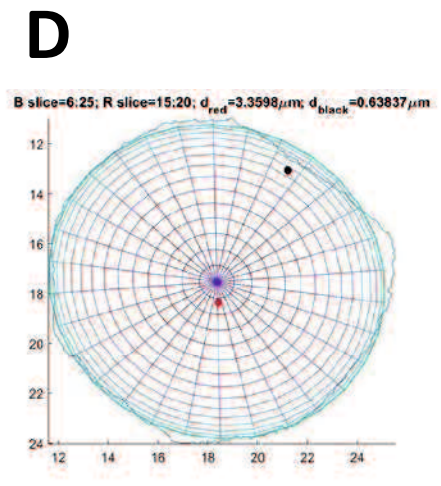 D
B slice=6:25; R slice=15:20; d_red=3.3598μm; d_black=0.63837μm
12
14
16
18
20
22
24
12 14 16 18 20 22 24